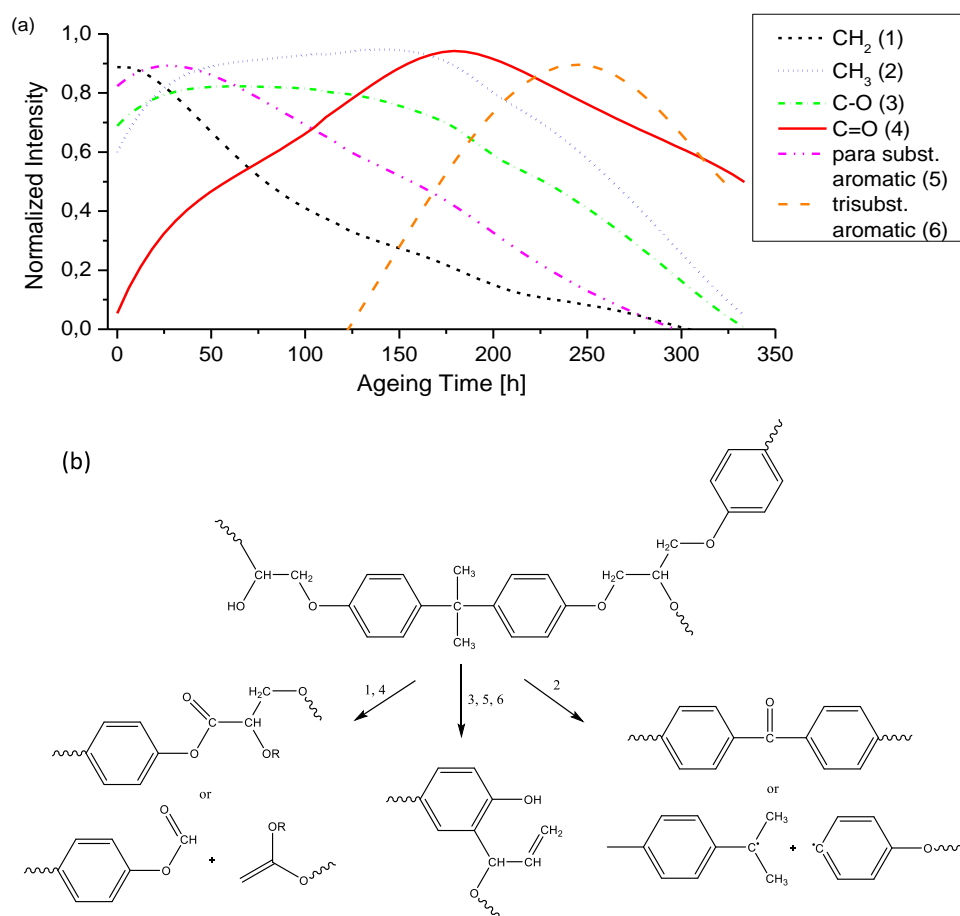 (a)
1,0
0,8
0,6
0,4
0,2
0,0
Normalized Intensity
0
50
100
150
200
250
300
350
Ageing Time [h]
CH₂ (1)
CH₃ (2)
C-O (3)
C=O (4)
para subst.
aromatic (5)
trisubst.
aromatic (6)
(b)
HO
CH
CH₂
O
CH₃
C
CH₃
O
H₂C
O
CH
O
1, 4
3, 5, 6
2
O
O
C
CH
H₂C
O
OR
or
O
CH
O
+
OR
O
OH
CH₂
CH
O
O
C
or
CH₃
C•
CH₃
+
•C
O